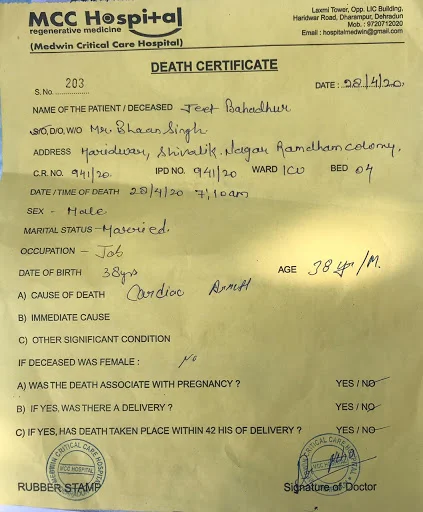 MCC Hospital
regenerative medicine
(Medwin Critical Care Hospital)
Laxmi Tower, Opp. LIC Building,
Haridwar Road, Dharampur, Dehradun
Mob.: 9720712020
Email : hospitalmedwin@gmail.com
DEATH CERTIFICATE
S. No. 203
DATE : 28/4/20.
NAME OF THE PATIENT / DECEASED Jeet Bahadhur
S/O, D/O, W/O Mr. Bhaan Singh
ADDRESS Haridwar, Shivalik Nagar Ramdham colony.
C.R. NO. 941/20. IPD NO. 941/20 WARD ICU BED 04
DATE / TIME OF DEATH 28/4/20 7:10am
SEX - Male
MARITAL STATUS - Married.
OCCUPATION - Job
DATE OF BIRTH 38yrs AGE 38 yr/M.
A) CAUSE OF DEATH Cardiac Arrest
B) IMMEDIATE CAUSE
C) OTHER SIGNIFICANT CONDITION
IF DECEASED WAS FEMALE : No
A) WAS THE DEATH ASSOCIATE WITH PREGNANCY ? YES / NO
B) IF YES, WAS THERE A DELIVERY ? YES / NO
C) IF YES, HAS DEATH TAKEN PLACE WITHIN 42 HIS OF DELIVERY ? YES / NO
MEDWIN CRITICAL CARE HOSPITAL
MCC HOSPITAL
RUBBER STAMP
Signature of Doctor